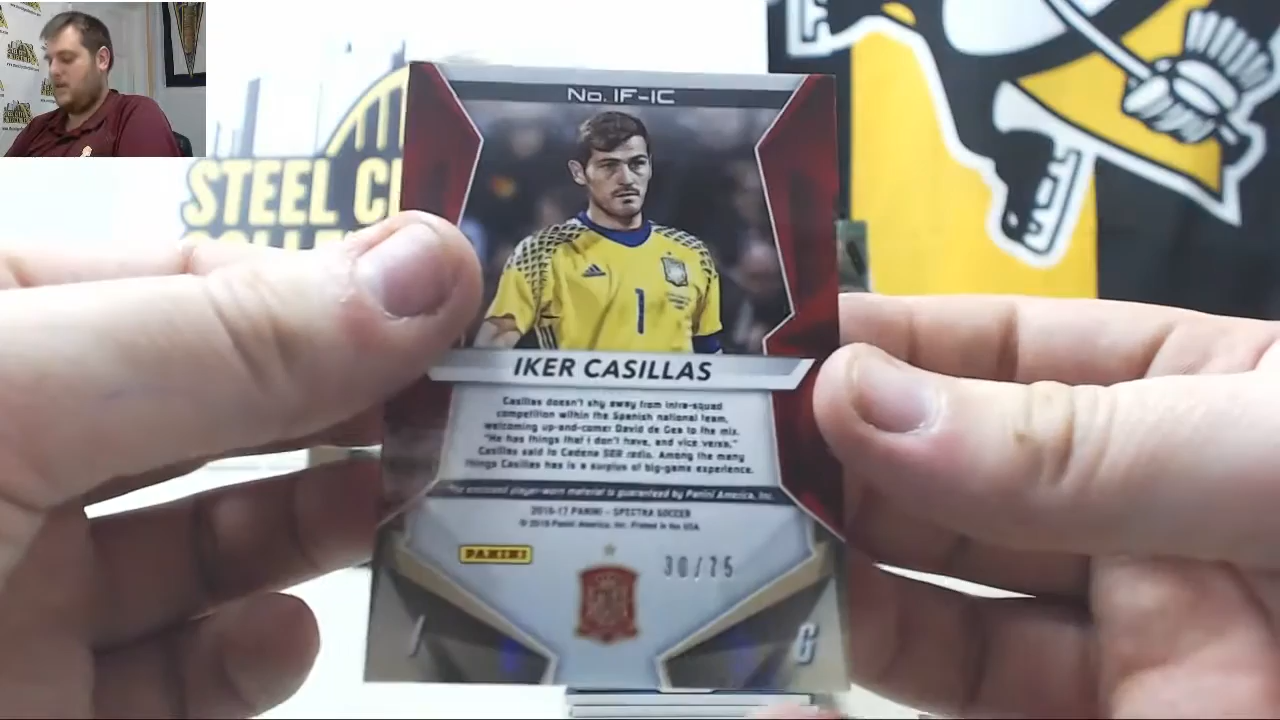 No. IF-IC
STEEL
1
IKER CASILLAS
Casillas doesn't shy away from intra-squad
competition within the Spanish national team,
welcoming up-and-comer David de Gea to the mix.
"He has things that I don't have, and vice versa,"
Casillas said to Cadena SER radio. Among the many
things Casillas has is a surplus of big-game experience.
The enclosed player-worn material is guaranteed by Panini America, Inc.
2016-17 PANINI - SPECTRA SOCCER
© 2016 Panini America, Inc. Printed in the USA.
PANINI
30/75
G